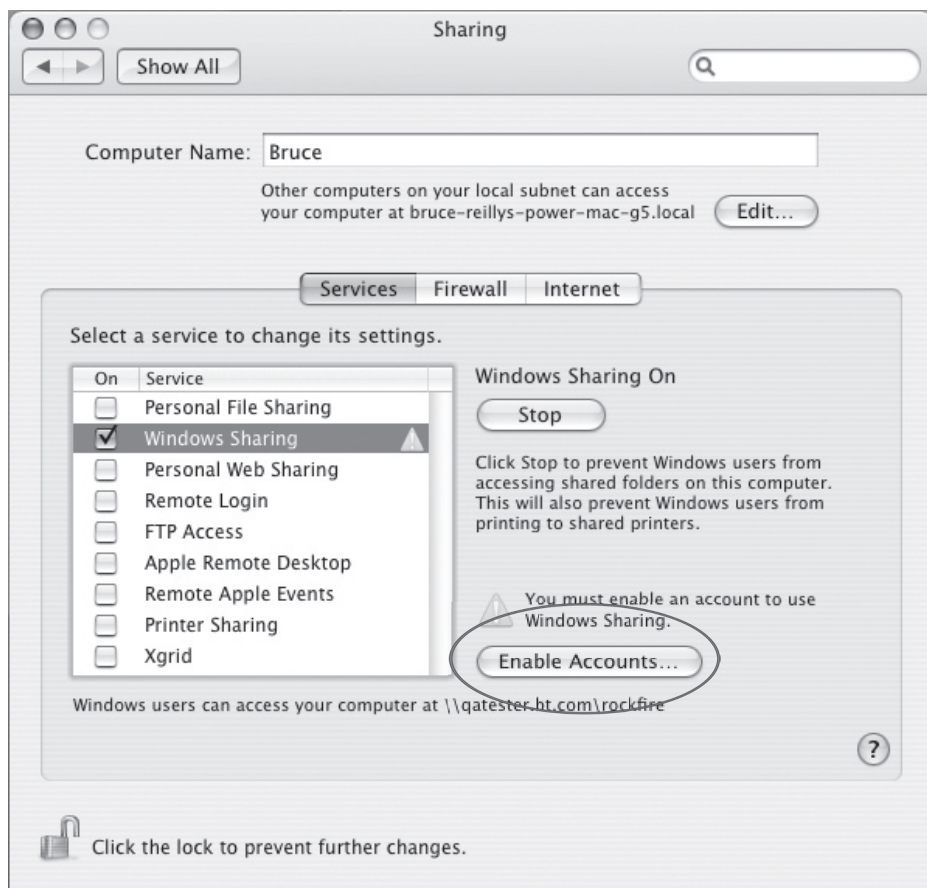 Sharing
Show All
Computer Name: Bruce
Other computers on your local subnet can access
your computer at bruce-reillys-power-mac-g5.local
Edit...
Services Firewall Internet
Select a service to change its settings.
On Service
Personal File Sharing
Windows Sharing
Personal Web Sharing
Remote Login
FTP Access
Apple Remote Desktop
Remote Apple Events
Printer Sharing
Xgrid
Windows Sharing On
Stop
Click Stop to prevent Windows users from
accessing shared folders on this computer.
This will also prevent Windows users from
printing to shared printers.
You must enable an account to use
Windows Sharing.
Enable Accounts...
Windows users can access your computer at \\qatester.bt.com\rockfire
?
Click the lock to prevent further changes.